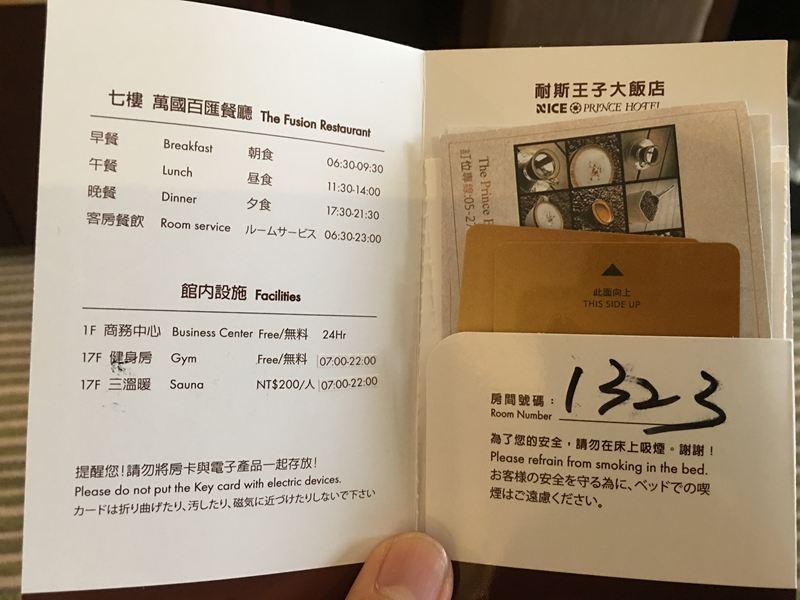 七樓 萬國百匯餐廳 The Fusion Restaurant
早餐 Breakfast 朝食 06:30-09:30
午餐 Lunch 昼食 11:30-14:00
晚餐 Dinner 夕食 17:30-21:30
客房餐飲 Room service ルームサービス 06:30-23:00
館內設施 Facilities
1F 商務中心 Business Center Free/無料 24Hr
17F 健身房 Gym Free/無料 07:00-22:00
17F 三溫暖 Sauna NT$200/人 07:00-22:00
提醒您!請勿將房卡與電子產品一起存放!
Please do not put the Key card with electric devices.
カードは折り曲げたり、汚したり、磁気に近づけたりしないで下さい
耐斯王子大飯店
NICE PRINCE HOTEL
The Prince
訂位專線:05-27
此面向上
THIS SIDE UP
房間號碼：
Room Number 1323
為了您的安全，請勿在床上吸煙。謝謝！
Please refrain from smoking in the bed.
お客様の安全を守る為に、ベッドでの喫
煙はご遠慮ください。